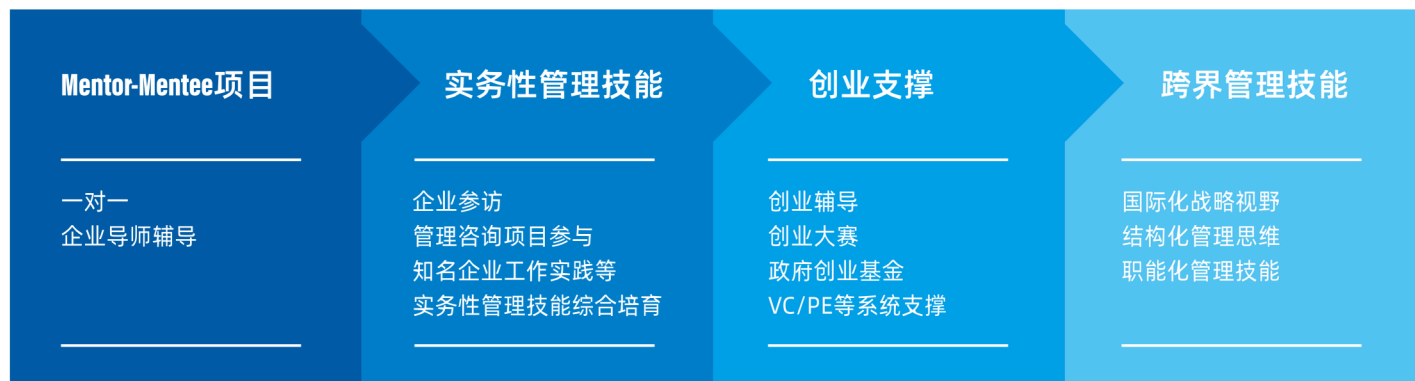 Mentor-Mentee项目
一对一
企业导师辅导
实务性管理技能
企业参访
管理咨询项目参与
知名企业工作实践等
实务性管理技能综合培育
创业支撑
创业辅导
创业大赛
政府创业基金
VC/PE等系统支撑
跨界管理技能
国际化战略视野
结构化管理思维
职能化管理技能